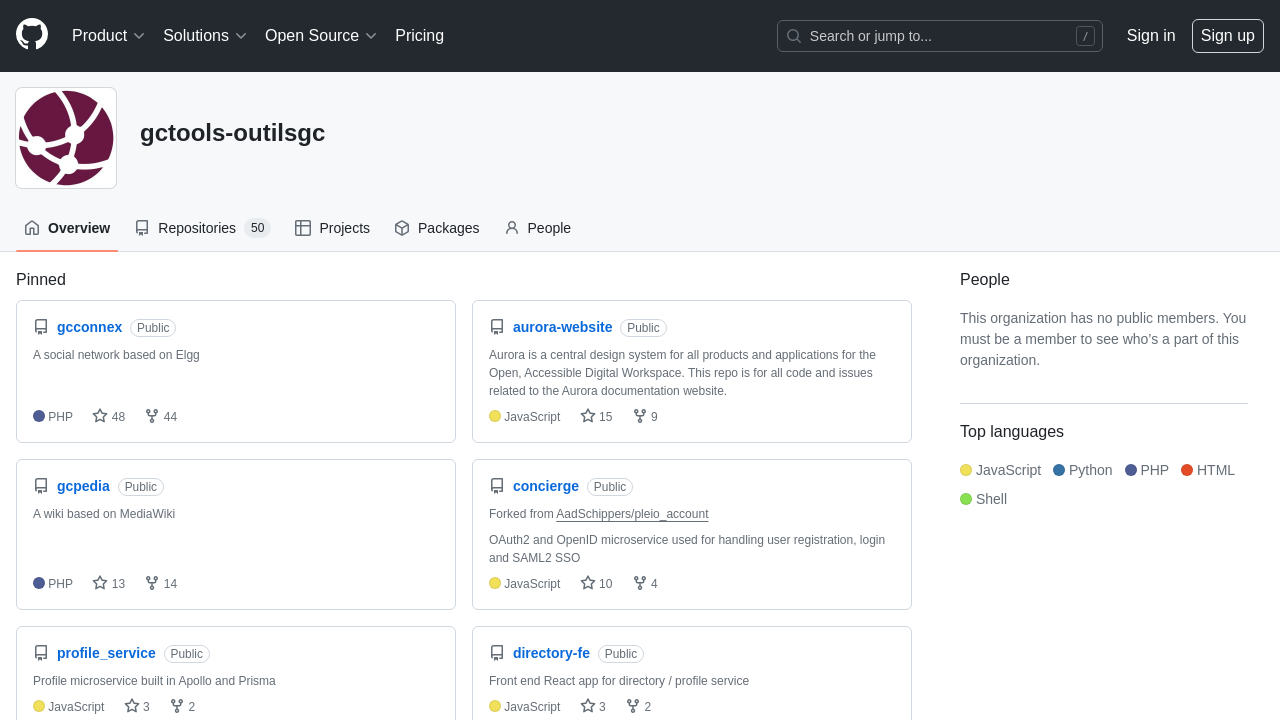 Product
Solutions
Open Source
Pricing
Search or jump to...
/
Sign in
Sign up
gctools-outilsgc
Overview
Repositories 50
Projects
Packages
People
Pinned
gcconnex Public
A social network based on Elgg
PHP 48 44
aurora-website Public
Aurora is a central design system for all products and applications for the
Open, Accessible Digital Workspace. This repo is for all code and issues
related to the Aurora documentation website.
JavaScript 15 9
gcpedia Public
A wiki based on MediaWiki
PHP 13 14
concierge Public
Forked from AadSchippers/pleio_account
OAuth2 and OpenID microservice used for handling user registration, login
and SAML2 SSO
JavaScript 10 4
profile_service Public
Profile microservice built in Apollo and Prisma
JavaScript 3 2
directory-fe Public
Front end React app for directory / profile service
JavaScript 3 2
People
This organization has no public members. You
must be a member to see who’s a part of this
organization.
Top languages
JavaScript Python PHP HTML
Shell